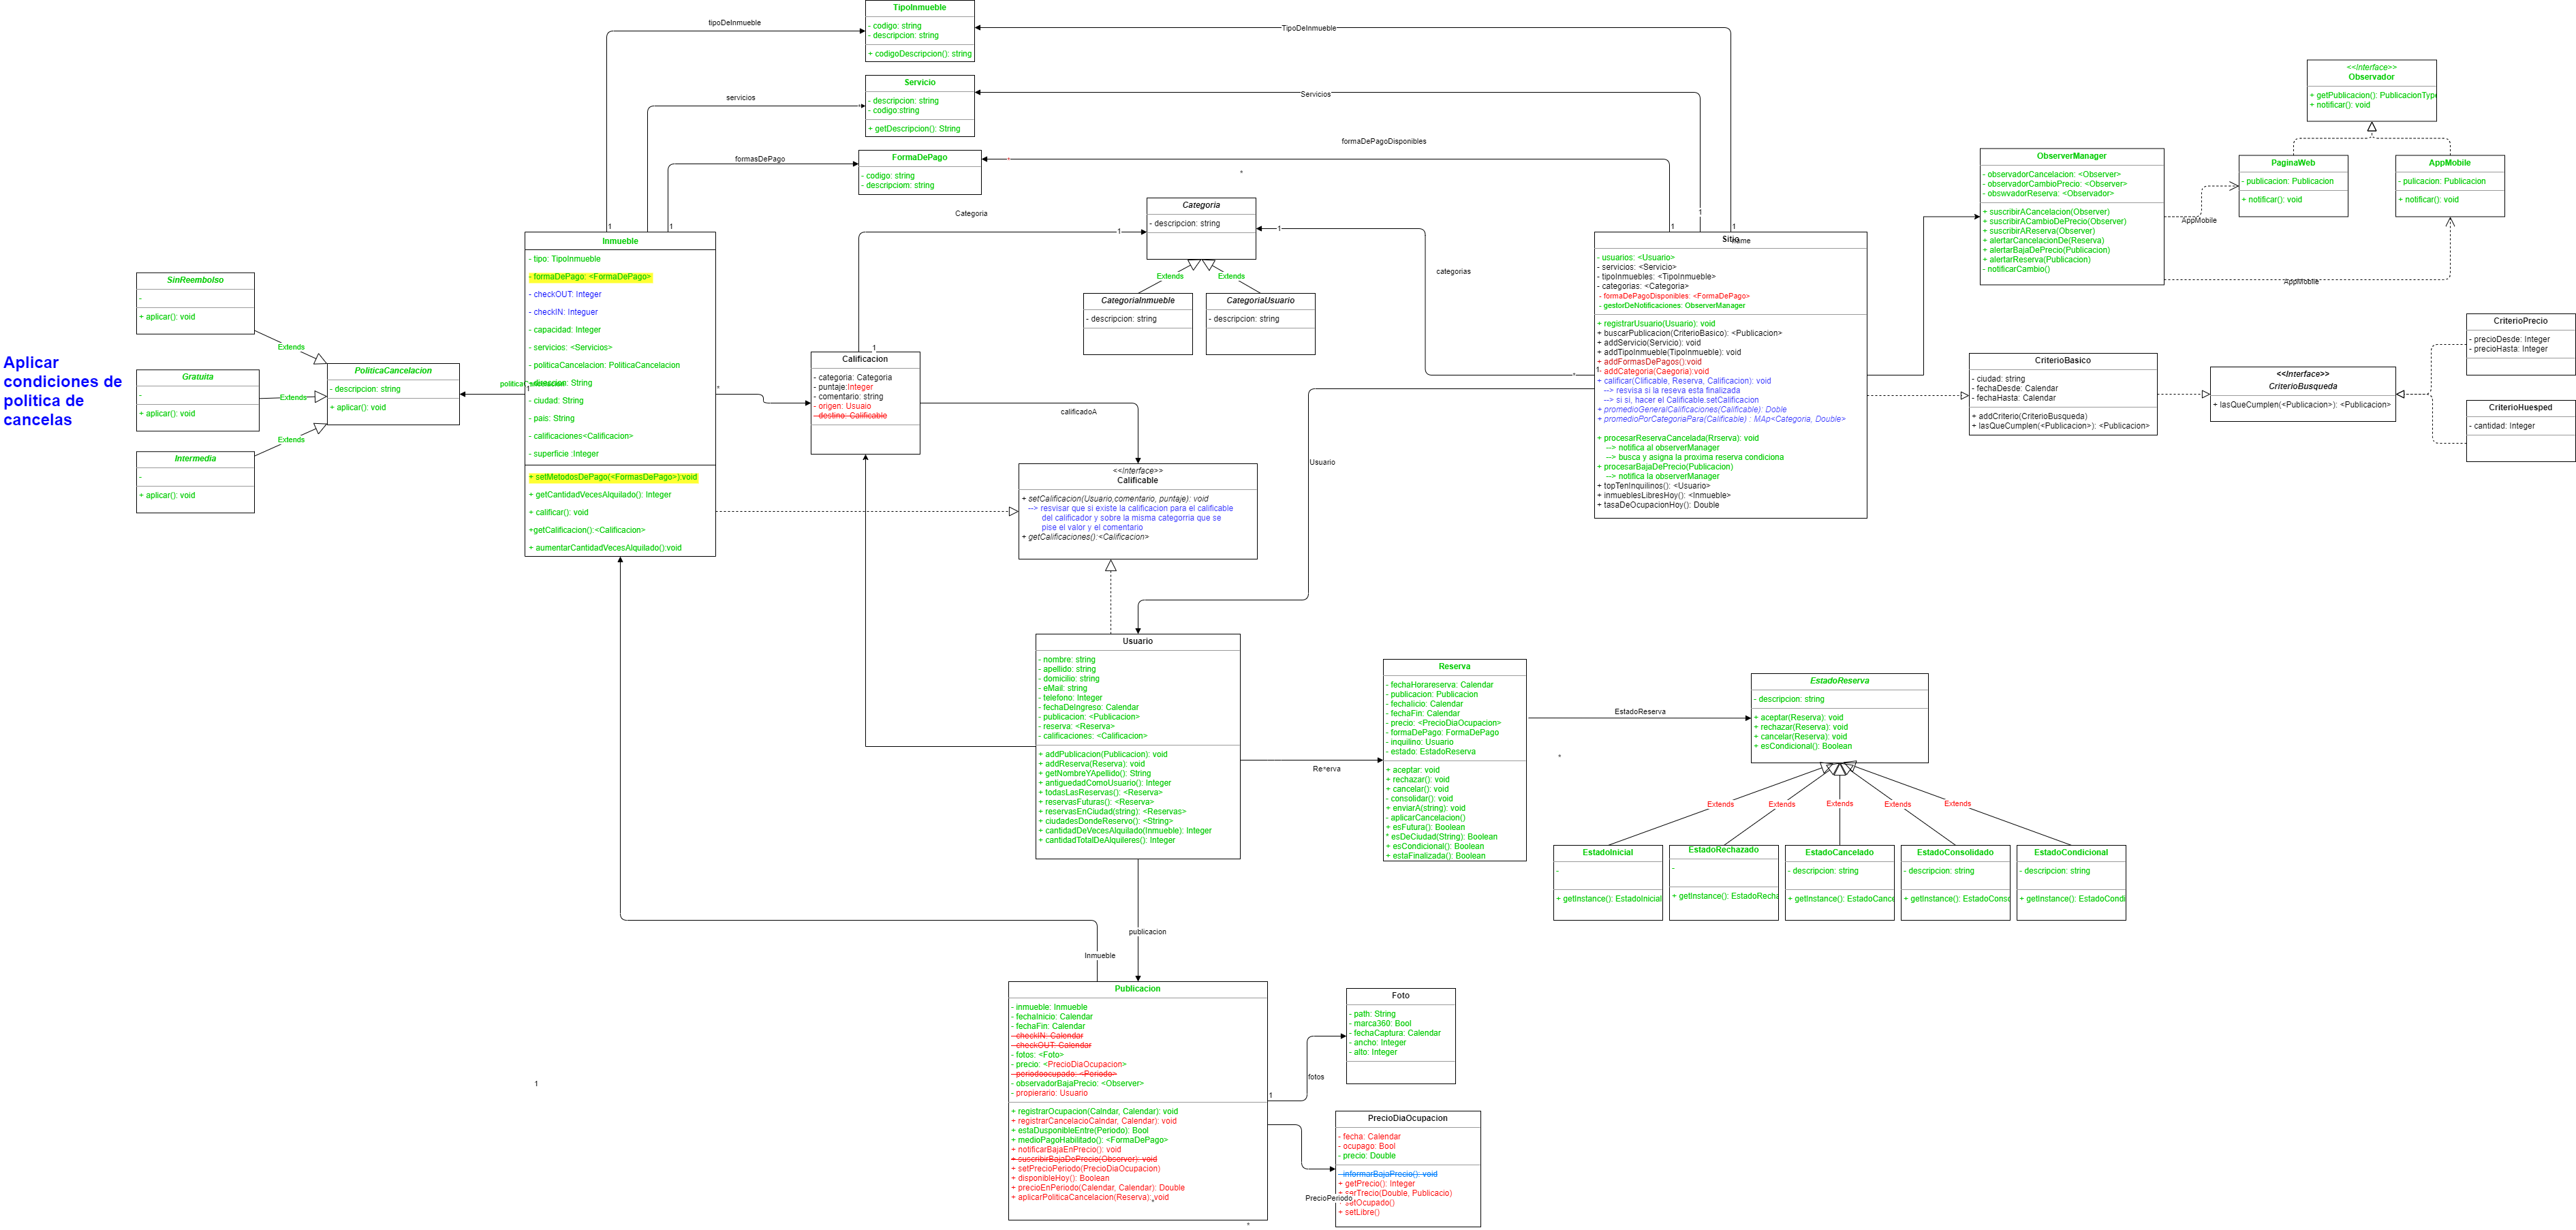 TipoInmueble
- codigo: string
- descripcion: string
+ codigoDescripcion(): string
tipoDeInmueble
TipoDeInmueble
Servicio
- descripcion: string
- codigo:string
+ getDescripcion(): String
servicios
Servicios
FormaDePago
- codigo: string
- descripciom: string
formasDePago
formaDePagoDisponibles
*
*
<<Interface>>
Observador
+ getPublicacion(): PublicacionType
+ notificar(): void
ObserverManager
- observadorCancelacion: <Observer>
- observadorCambioPrecio: <Observer>
- obswvadorReserva: <Observador>
+ suscribirACancelacion(Observer)
+ suscribirACambioDePrecio(Observer)
+ suscribirAReserva(Observer)
+ alertarCancelacionDe(Reserva)
+ alertarBajaDePrecio(Publicacion)
+ alertarReserva(Publicacion)
- notificarCambio()
PaginaWeb
- publicacion: Publicacion
+ notificar(): void
AppMobile
- pulicacion: Publicacion
+ notificar(): void
AppMobile
AppMobile
Categoria
Categoria
- descripcion: string
1
1
categorias
Extends
Extends
CategoriaInmueble
- descripcion: string
CategoriaUsuario
- descripcion: string
1
1
1
1
1
Inmueble
- tipo: TipoInmueble
- formaDePago: <FormaDePago>
- checkOUT: Integer
- checkIN: Integuer
- capacidad: Integer
- servicios: <Servicios>
- politicaCancelacion: PoliticaCancelacion
- direccion: String
- ciudad: String
- pais: String
- calificaciones<Calificacion>
- superficie :Integer
+ setMetodosDePago(<FormasDePago>):void
+ getCantidadVecesAlquilado(): Integer
+ calificar(): void
+getCalificacion():<Calificacion>
+ aumentarCantidadVecesAlquilado():void
1
*
SinReembolso
-
+ aplicar(): void
Extends
Aplicar
condiciones de
politica de
cancelas
Gratuita
-
+ aplicar(): void
Extends
Intermedia
-
+ aplicar(): void
Extends
PoliticaCancelacion
- descripcion: string
+ aplicar(): void
1
Calificacion
- categoria: Categoria
- puntaje:Integer
- comentario: string
- origen: Usuaio
- destino: Calificable
calificadoA
<<Interface>>
Calificable
+ setCalificacion(Usuario,comentario, puntaje): void
--> resvisar que si existe la calificacion para el calificable
del calificador y sobre la misma categorria que se
pise el valor y el comentario
+ getCalificaciones():<Calificacion>
1
Sitio
name
- usuarios: <Usuario>
- servicios: <Servicio>
- tipoInmuebles: <TipoInmueble>
- categorias: <Categoria>
- formaDePagoDisponibles: <FormaDePago>
- gestorDeNotificaciones: ObserverManager
+ registrarUsuario(Usuario): void
+ buscarPublicacion(CriterioBasico): <Publicacion>
+ addServicio(Servicio): void
+ addTipoInmueble(TipoInmueble): void
+ addFormasDePagos():void
addCategoria(Caegoria):void
+ calificar(Clificable, Reserva, Calificacion): void
--> resvisa si la reseva esta finalizada
--> si si, hacer el Calificable.setCalificacion
+ promedioGeneralCalificaciones(Calificable): Doble
+ promedioPorCategoriaPara(Calificable) : MAp<Categoria, Double>
+ procesarReservaCancelada(Rrserva): void
--> notifica al observerManager
--> busca y asigna la proxima reserva condiciona
+ procesarBajaDePrecio(Publicacion)
--> notifica la observerManager
+ topTenInquilinos(): <Usuario>
+ inmueblesLibresHoy(): <Inmueble>
+ tasaDeOcupacionHoy(): Double
*
Usuario
CriterioBasico
- ciudad: string
- fechaDesde: Calendar
- fechaHasta: Calendar
+ addCriterio(CriterioBusqueda)
+ lasQueCumplen(<Publicacion>): <Publicacion>
<<Interface>>
CriterioBusqueda
+ lasQueCumplen(<Publicacion>): <Publicacion>
CriterioPrecio
- precioDesde: Integer
- precioHasta: Integer
CriterioHuesped
- cantidad: Integer
Usuario
- nombre: string
- apellido: string
- domicilio: string
- eMail: string
- telefono: Integer
- fechaDeIngreso: Calendar
- publicacion: <Publicacion>
- reserva: <Reserva>
- calificaciones: <Calificacion>
+ addPublicacion(Publicacion): void
+ addReserva(Reserva): void
+ getNombreYApellido(): String
+ antiguedadComoUsuario(): Integer
+ todasLasReservas(): <Reserva>
+ reservasFuturas(): <Reserva>
+ reservasEnCiudad(string): <Reservas>
+ ciudadesDondeReservo(): <String>
+ cantidadDeVecesAlquilado(Inmueble): Integer
+ cantidadTotalDeAlquileres(): Integer
Reserva
Reserva
- fechaHorareserva: Calendar
- publicacion: Publicacion
- fechaIicio: Calendar
- fechaFin: Calendar
- precio: <PrecioDiaOcupacion>
- formaDePago: FormaDePago
- inquilino: Usuario
- estado: EstadoReserva
+ aceptar: void
+ rechazar(): void
+ cancelar(): void
- consolidar(): void
+ enviarA(string): void
- aplicarCancelacion()
+ esFutura(): Boolean
* esDeCiudad(String): Boolean
+ esCondicional(): Boolean
+ estaFinalizada(): Boolean
EstadoReserva
*
EstadoReserva
- descripcion: string
+ aceptar(Reserva): void
+ rechazar(Reserva): void
+ cancelar(Reserva): void
+ esCondicional(): Boolean
Extends
Extends
Extends
Extends
Extends
EstadoInicial
-
+ getInstance(): EstadoInicial
EstadoRechazado
-
+ getInstance(): EstadoRecha
EstadoCancelado
- descripcion: string
+ getInstance(): EstadoCance
EstadoConsolidado
- descripcion: string
+ getInstance(): EstadoConso
EstadoCondicional
- descripcion: string
+ getInstance(): EstadoCondi
publicacion
Inmueble
Publicacion
- inmueble: Inmueble
- fechaInicio: Calendar
- fechaFin: Calendar
- checkIN: Calendar
- checkOUT: Calendar
- fotos: <Foto>
- precio: <PrecioDiaOcupacion>
- periodoocupado: <Periodo>
- observadorBajaPrecio: <Observer>
- propierario: Usuario
+ registrarOcupacion(Calndar, Calendar): void
+ registrarCancelacioCalndar, Calendar): void
+ estaDusponibleEntre(Periodo): Bool
+ medioPagoHabilitado(): <FormaDePago>
+ notificarBajaEnPrecio(): void
+ suscribirBajaDePrecio(Observer): void
+ setPrecioPeriodo(PrecioDiaOcupacion)
+ disponibleHoy(): Boolean
+ precioEnPeriodo(Calendar, Calendar): Double
+ aplicarPoliticaCancelacion(Reserva): void
1
1
*
fotos
Foto
- path: String
- marca360: Bool
- fechaCaptura: Calendar
- ancho: Integer
- alto: Integer
PrecioDiaOcupacion
- fecha: Calendar
- ocupago: Bool
- precio: Double
- informarBajaPrecio(): void
+ getPrecio(): Integer
+ serTrecio(Double, Publicacio)
PrecioPeriodo
+ setLibre()